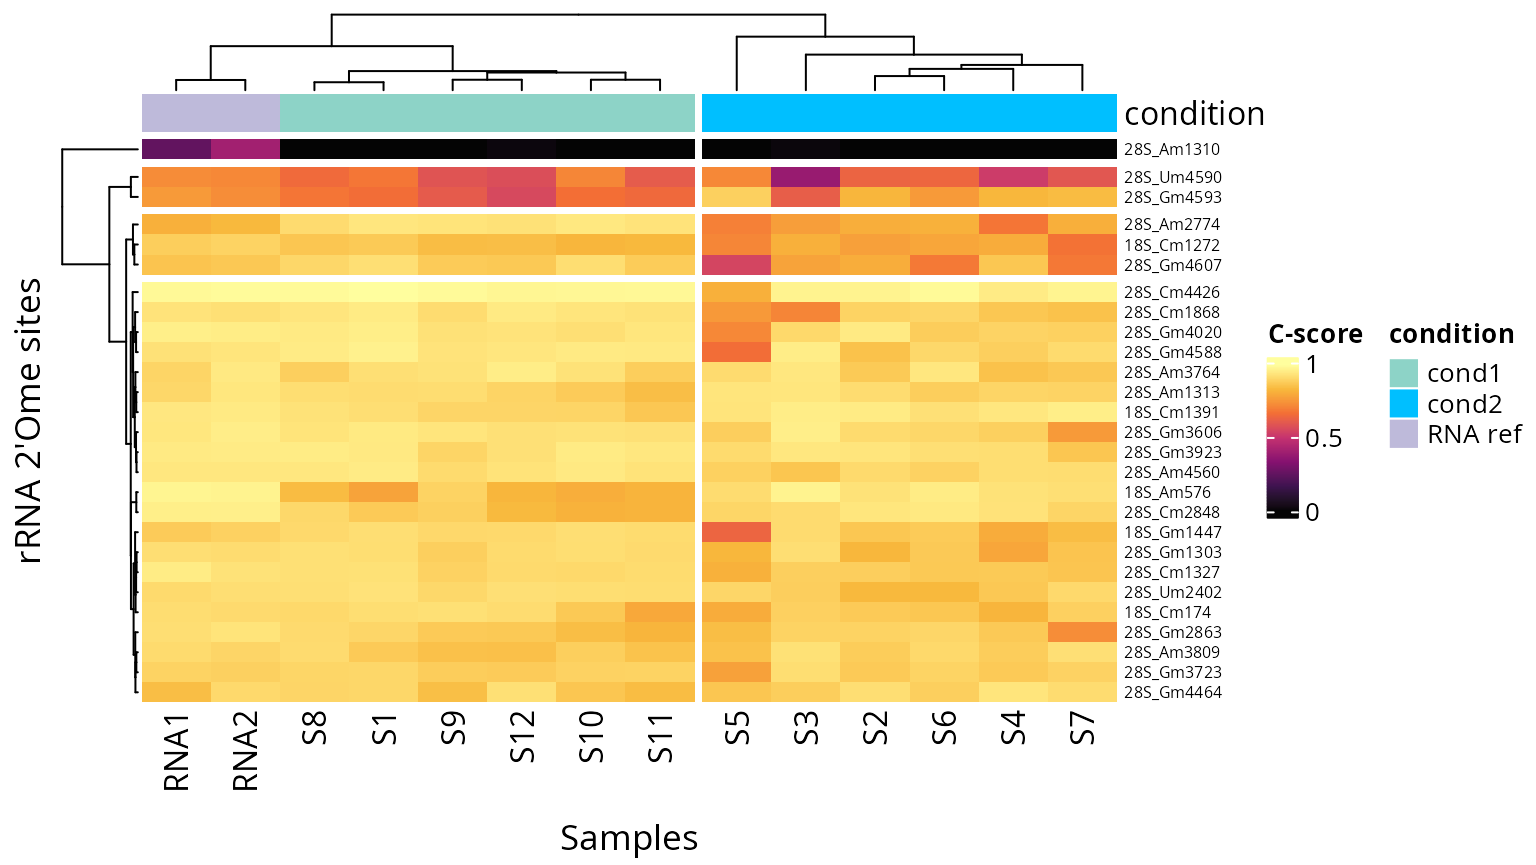 condition
28S_Am1310
28S_Um4590
28S_Gm4593
28S_Am2774
18S_Cm1272
28S_Gm4607
28S_Cm4426
28S_Cm1868
28S_Gm4020
28S_Gm4588
28S_Am3764
28S_Am1313
18S_Cm1391
28S_Gm3606
28S_Gm3923
28S_Am4560
18S_Am576
28S_Cm2848
18S_Gm1447
28S_Gm1303
28S_Cm1327
28S_Um2402
18S_Cm174
28S_Gm2863
28S_Am3809
28S_Gm3723
28S_Gm4464
rRNA 2'Ome sites
RNA1 RNA2 S8 S1 S9 S12 S10 S11 S5 S3 S2 S6 S4 S7
Samples
C-score
1
0.5
0
condition
cond1
cond2
RNA ref